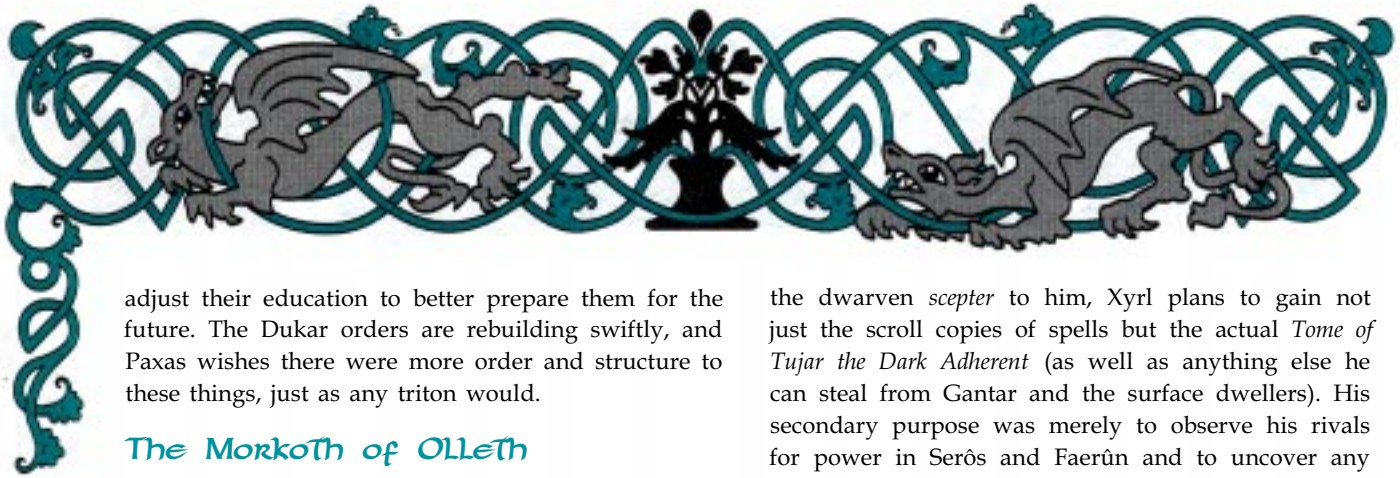 adjust their education to better prepare them for the
future. The Dukar orders are rebuilding swiftly, and
Paxas wishes there were more order and structure to
these things, just as any triton would.
The Morkoth of Olleth
the dwarven scepter to him, Xyrl plans to gain not
just the scroll copies of spells but the actual Tome of
Tujar the Dark Adherent (as well as anything else he
can steal from Gantar and the surface dwellers). His
secondary purpose was merely to observe his rivals
for power in Serôs and Faerûn and to uncover any